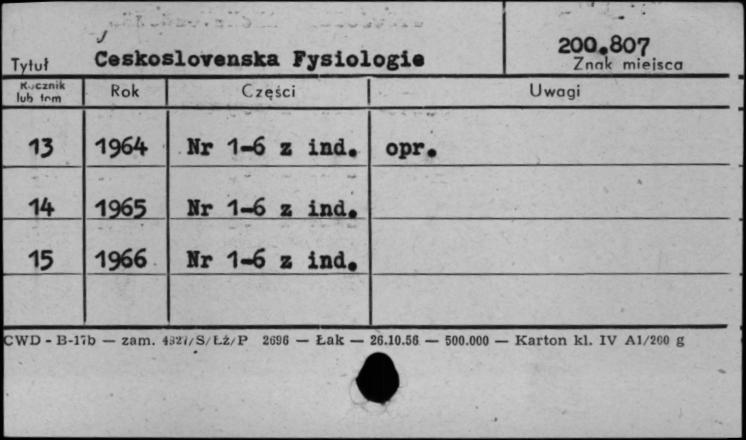 Tytuł Ceskoslovenska Fysiologie 200.807
Znak miejsca
Rocznik lub tom Rok Części Uwagi
13 1964 Nr 1-6 z ind. opr.
14 1965 Nr 1-6 z ind.
15 1966 Nr 1-6 z ind.
CWD - B-17b — zam. 4327/S/Łż/P 2696 — Łak — 26.10.56 — 500.000 — Karton kl. IV A1/200 g